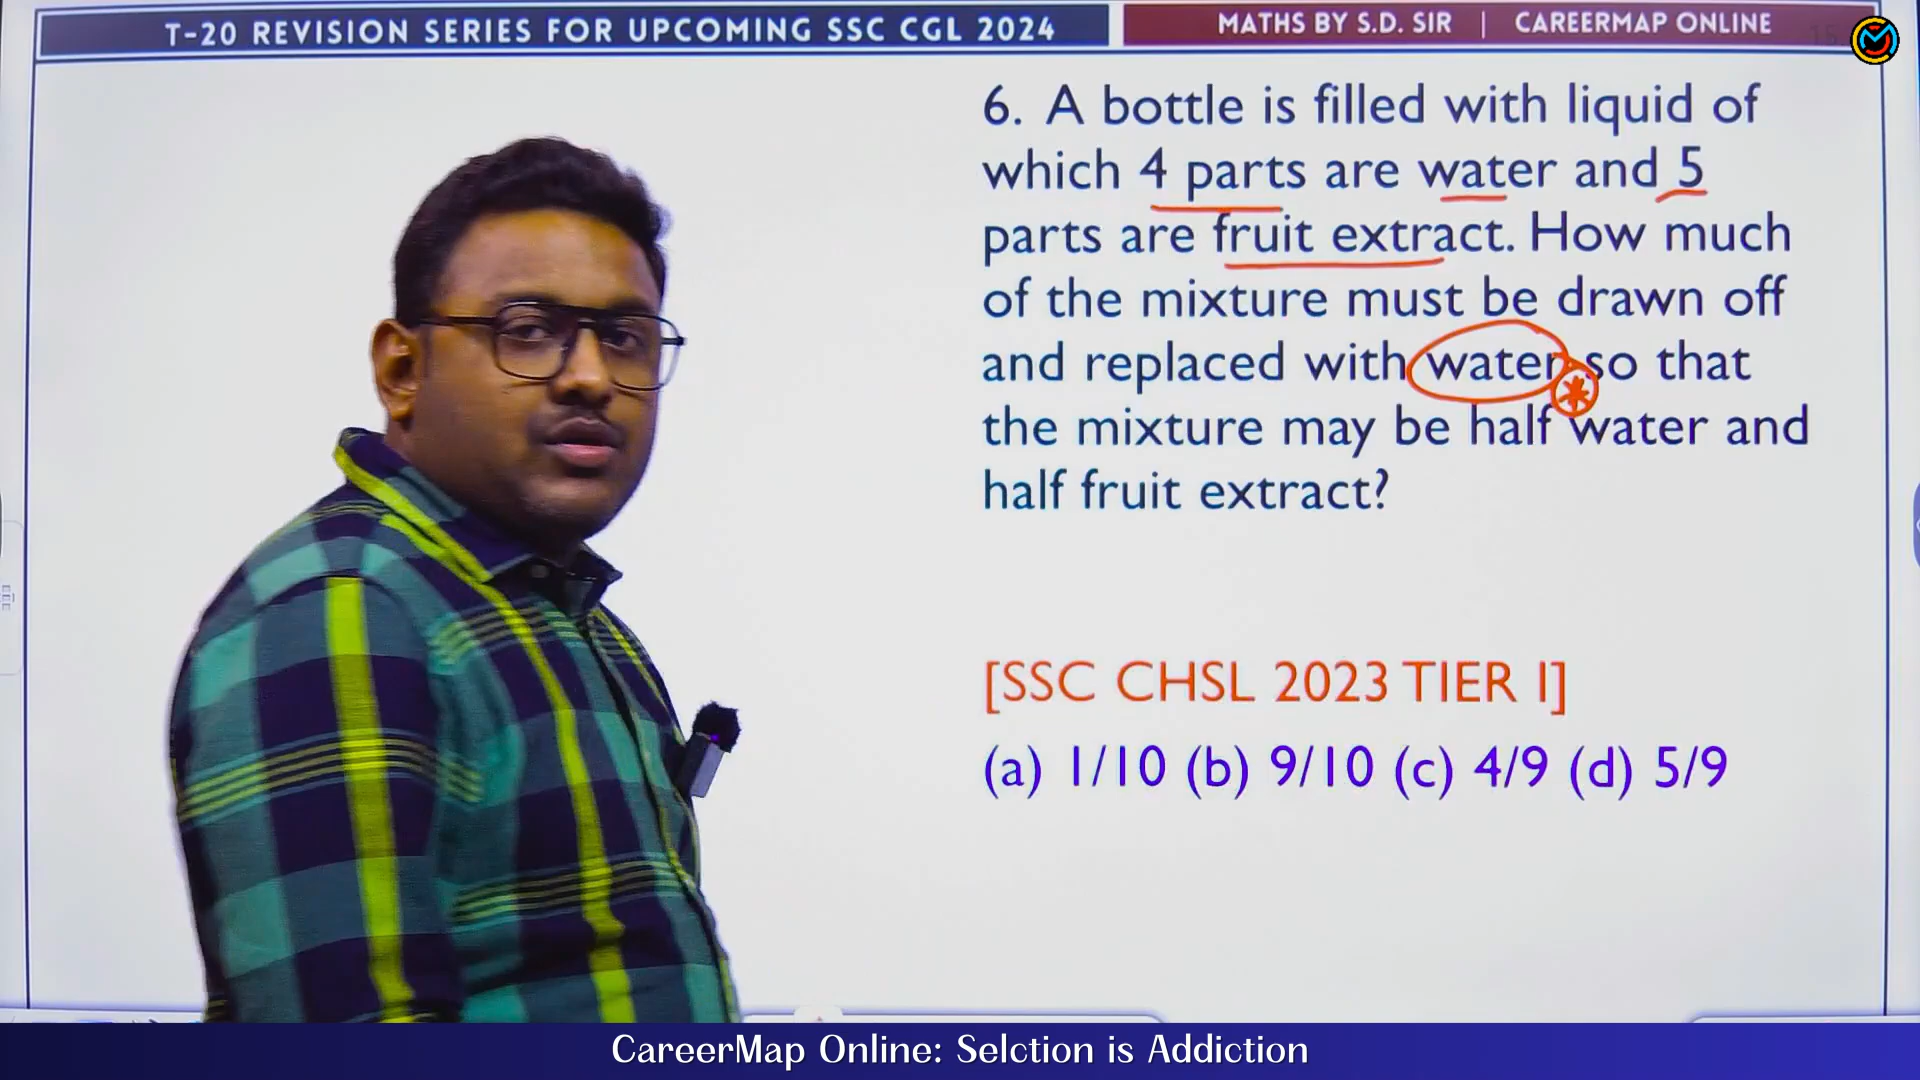 T-20 REVISION SERIES FOR UPCOMING SSC CGL 2024
MATHS BY S.D. SIR | CAREERMAP ONLINE
6. A bottle is filled with liquid of
which 4 parts are water and 5
parts are fruit extract. How much
of the mixture must be drawn off
and replaced with water so that
the mixture may be half water and
half fruit extract?
[SSC CHSL 2023 TIER I]
(a) 1/10 (b) 9/10 (c) 4/9 (d) 5/9
CareerMap Online: Selction is Addiction